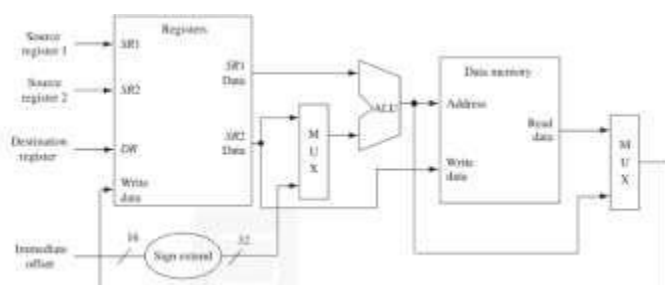 Source
register 1
Source
register 2
Destination
register
Immediate
offset
Registers
SR1
SR2
DR
Write
data
SR1
Data
SR2
Data
16
Sign extend
32
M
U
X
ALU
Data memory
Address
Read
data
Write
data
M
U
X